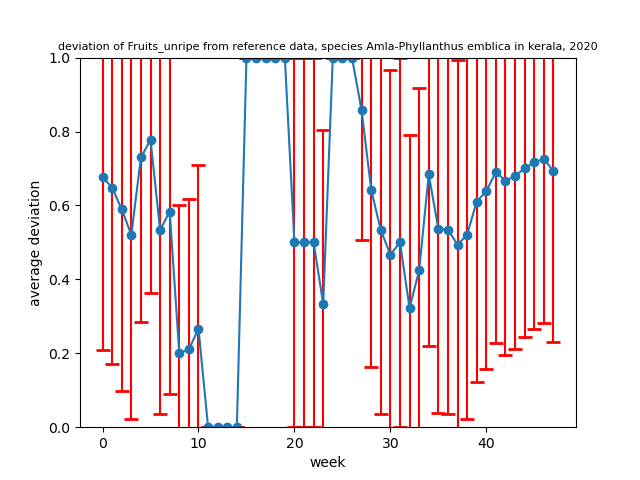 deviation of Fruits_unripe from reference data, species Amla-Phyllanthus emblica in kerala, 2020
1.0
0.8
0.6
0.4
0.2
0.0
average deviation
0 10 20 30 40
week